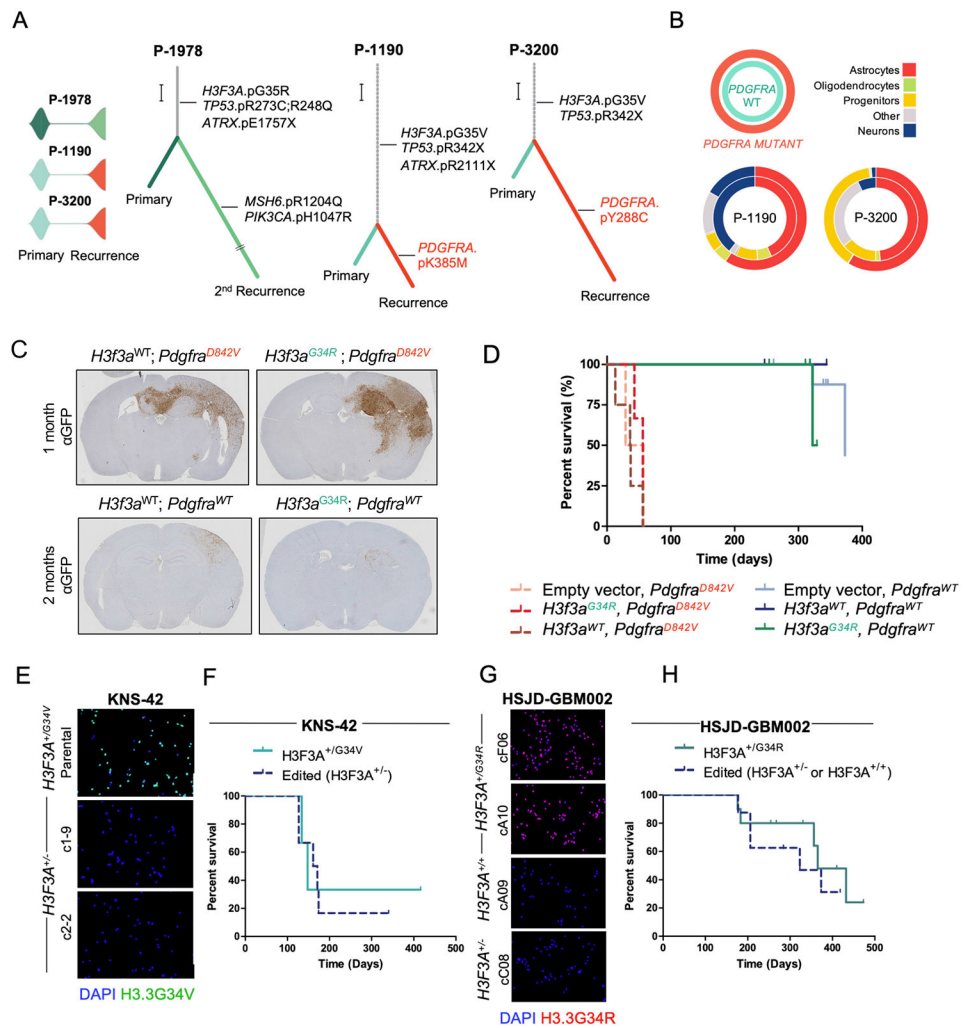 A
P-1978
P-1190
P-3200
P-1978
P-1190
P-3200
Primary Recurrence
H3F3A.pG35R
TP53.pR273C;R248Q
ATRX.pE1757X
Primary
MSH6.pR1204Q
PIK3CA.pH1047R
2nd Recurrence
H3F3A.pG35V
TP53.pR342X
ATRX.pR2111X
Primary
PDGFRA.
pK385M
Recurrence
H3F3A.pG35V
TP53.pR342X
Primary
PDGFRA.
pY288C
Recurrence
B
PDGFRA
WT
PDGFRA MUTANT
Astrocytes
Oligodendrocytes
Progenitors
Other
Neurons
P-1190
P-3200
C
H3f3aWT; PdgfraD842V
H3f3aG34R ; PdgfraD842V
1 month
αGFP
H3f3aWT; PdgfraWT
H3f3aG34R; PdgfraWT
2 months
αGFP
D
Percent survival (%)
100
75
50
25
0
0 100 200 300 400
Time (days)
Empty vector, PdgfraD842V
H3f3aG34R, PdgfraD842V
H3f3aWT, PdgfraD842V
Empty vector, PdgfraWT
H3f3aWT, PdgfraWT
H3f3aG34R, PdgfraWT
E
KNS-42
H3F3A+/G34V
Parental
H3F3A+/-
c1-9
c2-2
DAPI H3.3G34V
F
KNS-42
H3F3A+/G34V
Edited (H3F3A+/-)
Percent survival
100
80
60
40
20
0
0 100 200 300 400 500
Time (Days)
G
HSJD-GBM002
H3F3A+/G34R
cF06
cA10
H3F3A+/+
cA09
H3F3A+/-
cC08
DAPI H3.3G34R
H
HSJD-GBM002
H3F3A+/G34R
Edited (H3F3A+/- or H3F3A+/+)
Percent survival
100
80
60
40
20
0
0 100 200 300 400 500
Time (Days)